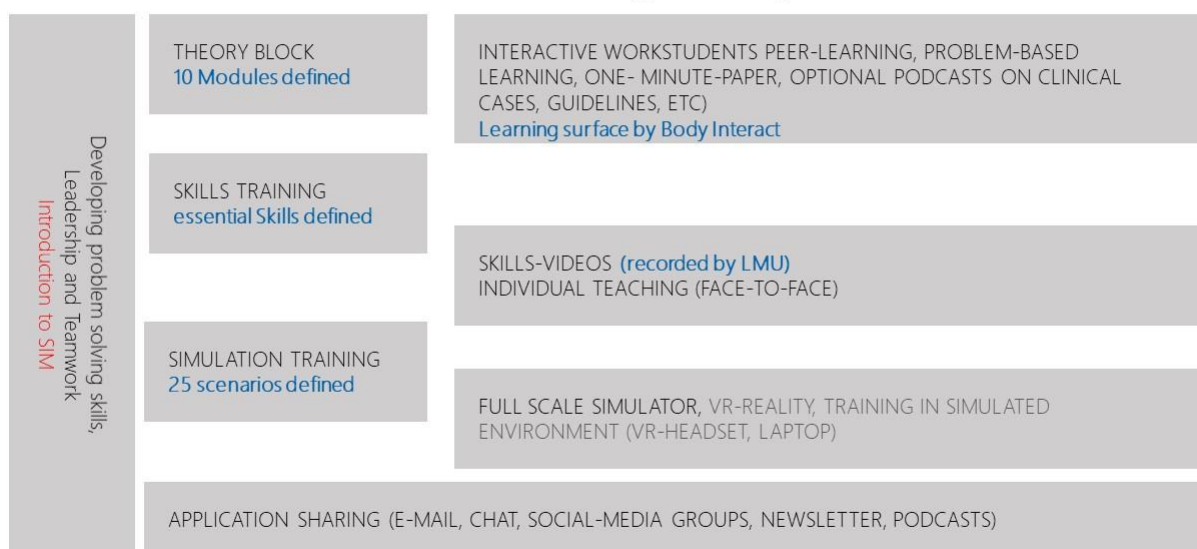 Developing problem solving skills,
Leadership and Teamwork
Introduction to SIM
THEORY BLOCK
10 Modules defined
INTERACTIVE WORKSTUDENTS PEER-LEARNING, PROBLEM-BASED
LEARNING, ONE- MINUTE-PAPER, OPTIONAL PODCASTS ON CLINICAL
CASES, GUIDELINES, ETC)
Learning surface by Body Interact
SKILLS TRAINING
essential Skills defined
SKILLS-VIDEOS (recorded by LMU)
INDIVIDUAL TEACHING (FACE-TO-FACE)
SIMULATION TRAINING
25 scenarios defined
FULL SCALE SIMULATOR, VR-REALITY, TRAINING IN SIMULATED
ENVIRONMENT (VR-HEADSET, LAPTOP)
APPLICATION SHARING (E-MAIL, CHAT, SOCIAL-MEDIA GROUPS, NEWSLETTER, PODCASTS)